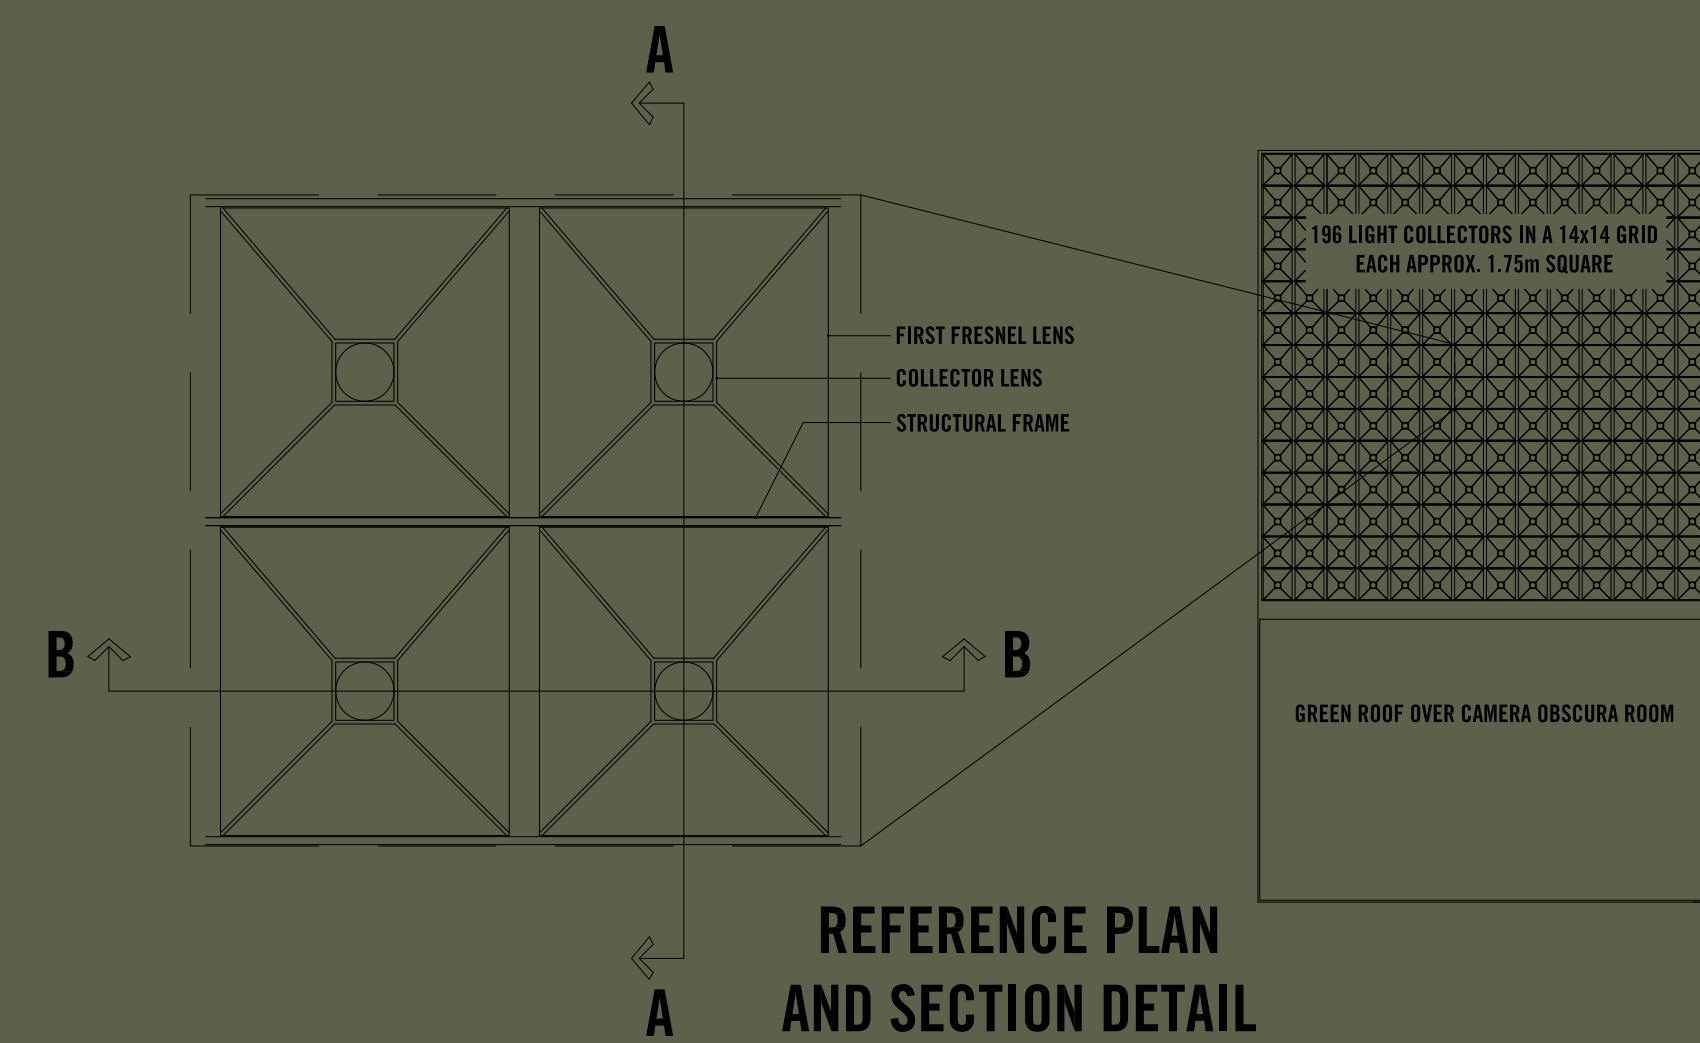 A
196 LIGHT COLLECTORS IN A 14x14 GRID
EACH APPROX. 1.75m SQUARE
FIRST FRESNEL LENS
COLLECTOR LENS
STRUCTURAL FRAME
B
B
GREEN ROOF OVER CAMERA OBSCURA ROOM
REFERENCE PLAN
AND SECTION DETAIL
A